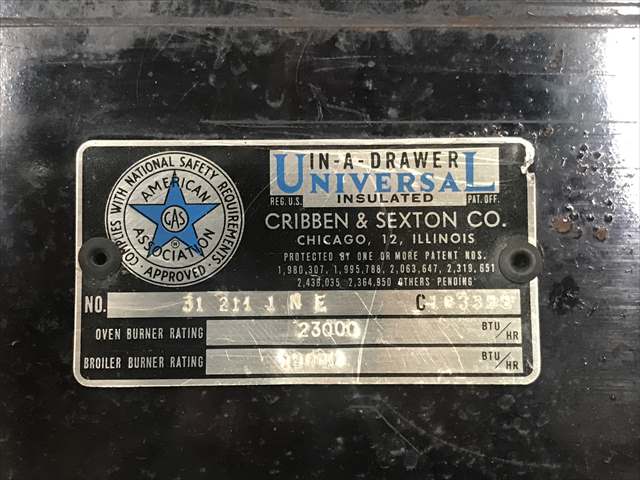 COMPLIES WITH NATIONAL SAFETY REQUIREMENTS
APPROVED
AMERICAN
GAS
ASSOCIATION
IN-A-DRAWER
UNIVERSAL
REG. U.S. INSULATED PAT. OFF.
CRIBBEN & SEXTON CO.
CHICAGO, 12, ILLINOIS
PROTECTED BY ONE OR MORE PATENT NOS.
1,980,307, 1,995,788, 2,063,647, 2,319,651
2,438,035 2,364,850 OTHERS PENDING
NO. 31 211 1 N E
OVEN BURNER RATING 23000 BTU/HR
BROILER BURNER RATING BTU/HR